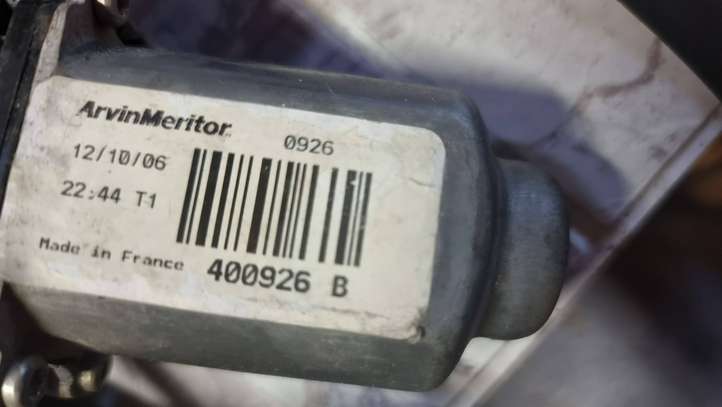 ArvinMeritor
0926
12/10/06
22:44 T1
Made in France
400926 B